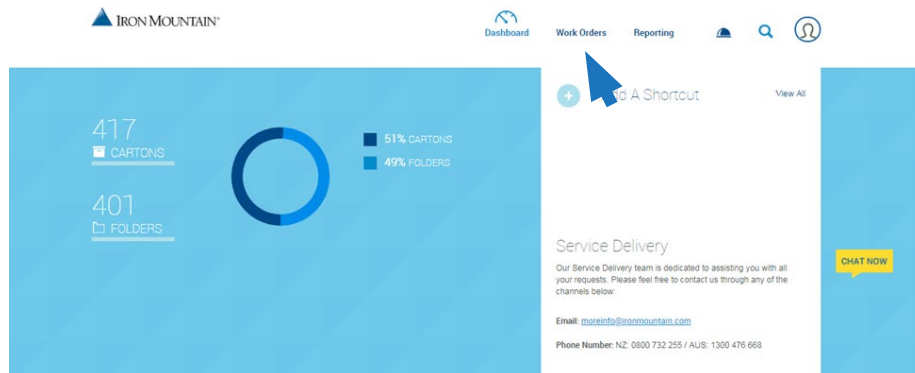 IRON MOUNTAIN®
Dashboard
Work Orders
Reporting
417
CARTONS
401
FOLDERS
51% CARTONS
49% FOLDERS
A Shortcut
View All
Service Delivery
Our Service Delivery team is dedicated to assisting you with all
your requests. Please feel free to contact us through any of the
channels below:
Email: moreinfo@ironmountain.com
Phone Number: NZ: 0800 732 255 / AUS: 1300 476 668
CHAT NOW